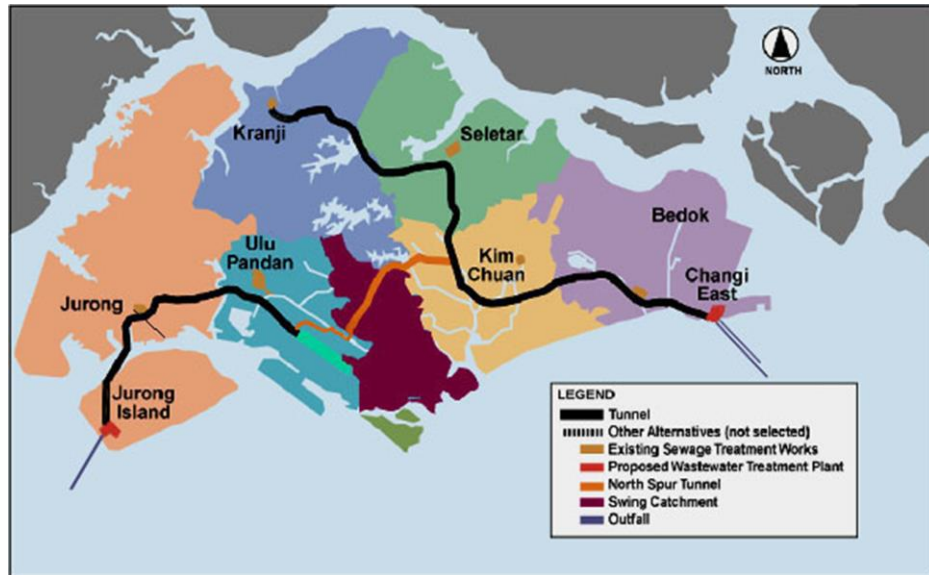 NORTH
Kranji
Seletar
Bedok
Ulu
Pandan
Kim
Chuan
Changi
East
Jurong
Jurong
Island
LEGEND
Tunnel
Other Alternatives (not selected)
Existing Sewage Treatment Works
Proposed Wastewater Treatment Plant
North Spur Tunnel
Swing Catchment
Outfall